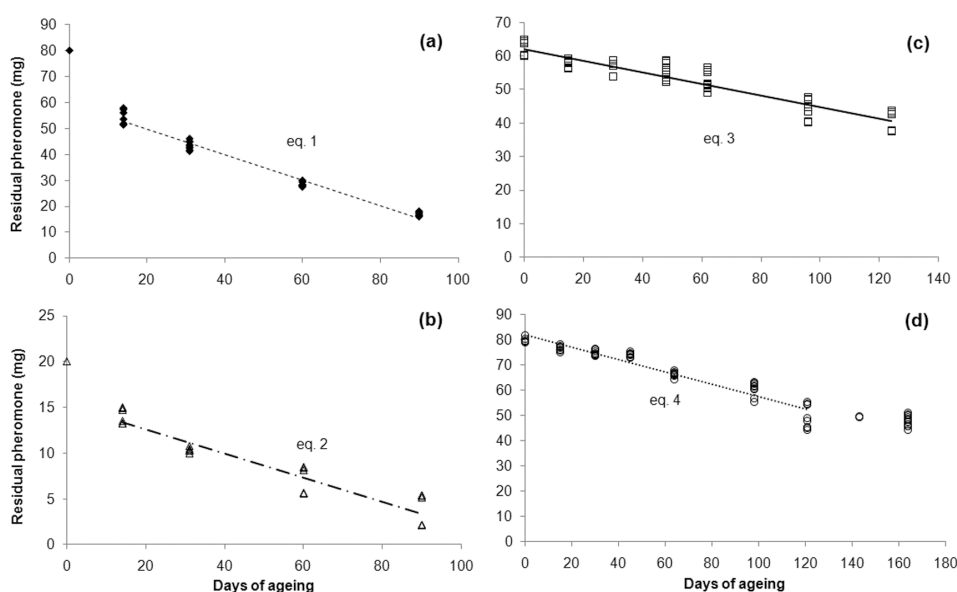 (a)
Residual pheromone (mg)
90
80
70
60
50
40
30
20
10
0
eq. 1
0 20 40 60 80 100
(c)
70
60
50
40
30
20
10
0
eq. 3
0 20 40 60 80 100 120 140
(b)
Residual pheromone (mg)
25
20
15
10
5
0
eq. 2
0 20 40 60 80 100
Days of ageing
(d)
90
80
70
60
50
40
30
20
10
0
eq. 4
0 20 40 60 80 100 120 140 160 180
Days of ageing